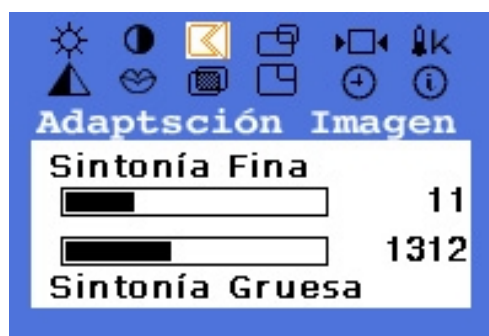 K
Adaptsción Imagen
Sintonía Fina
11
1312
Sintonía Gruesa